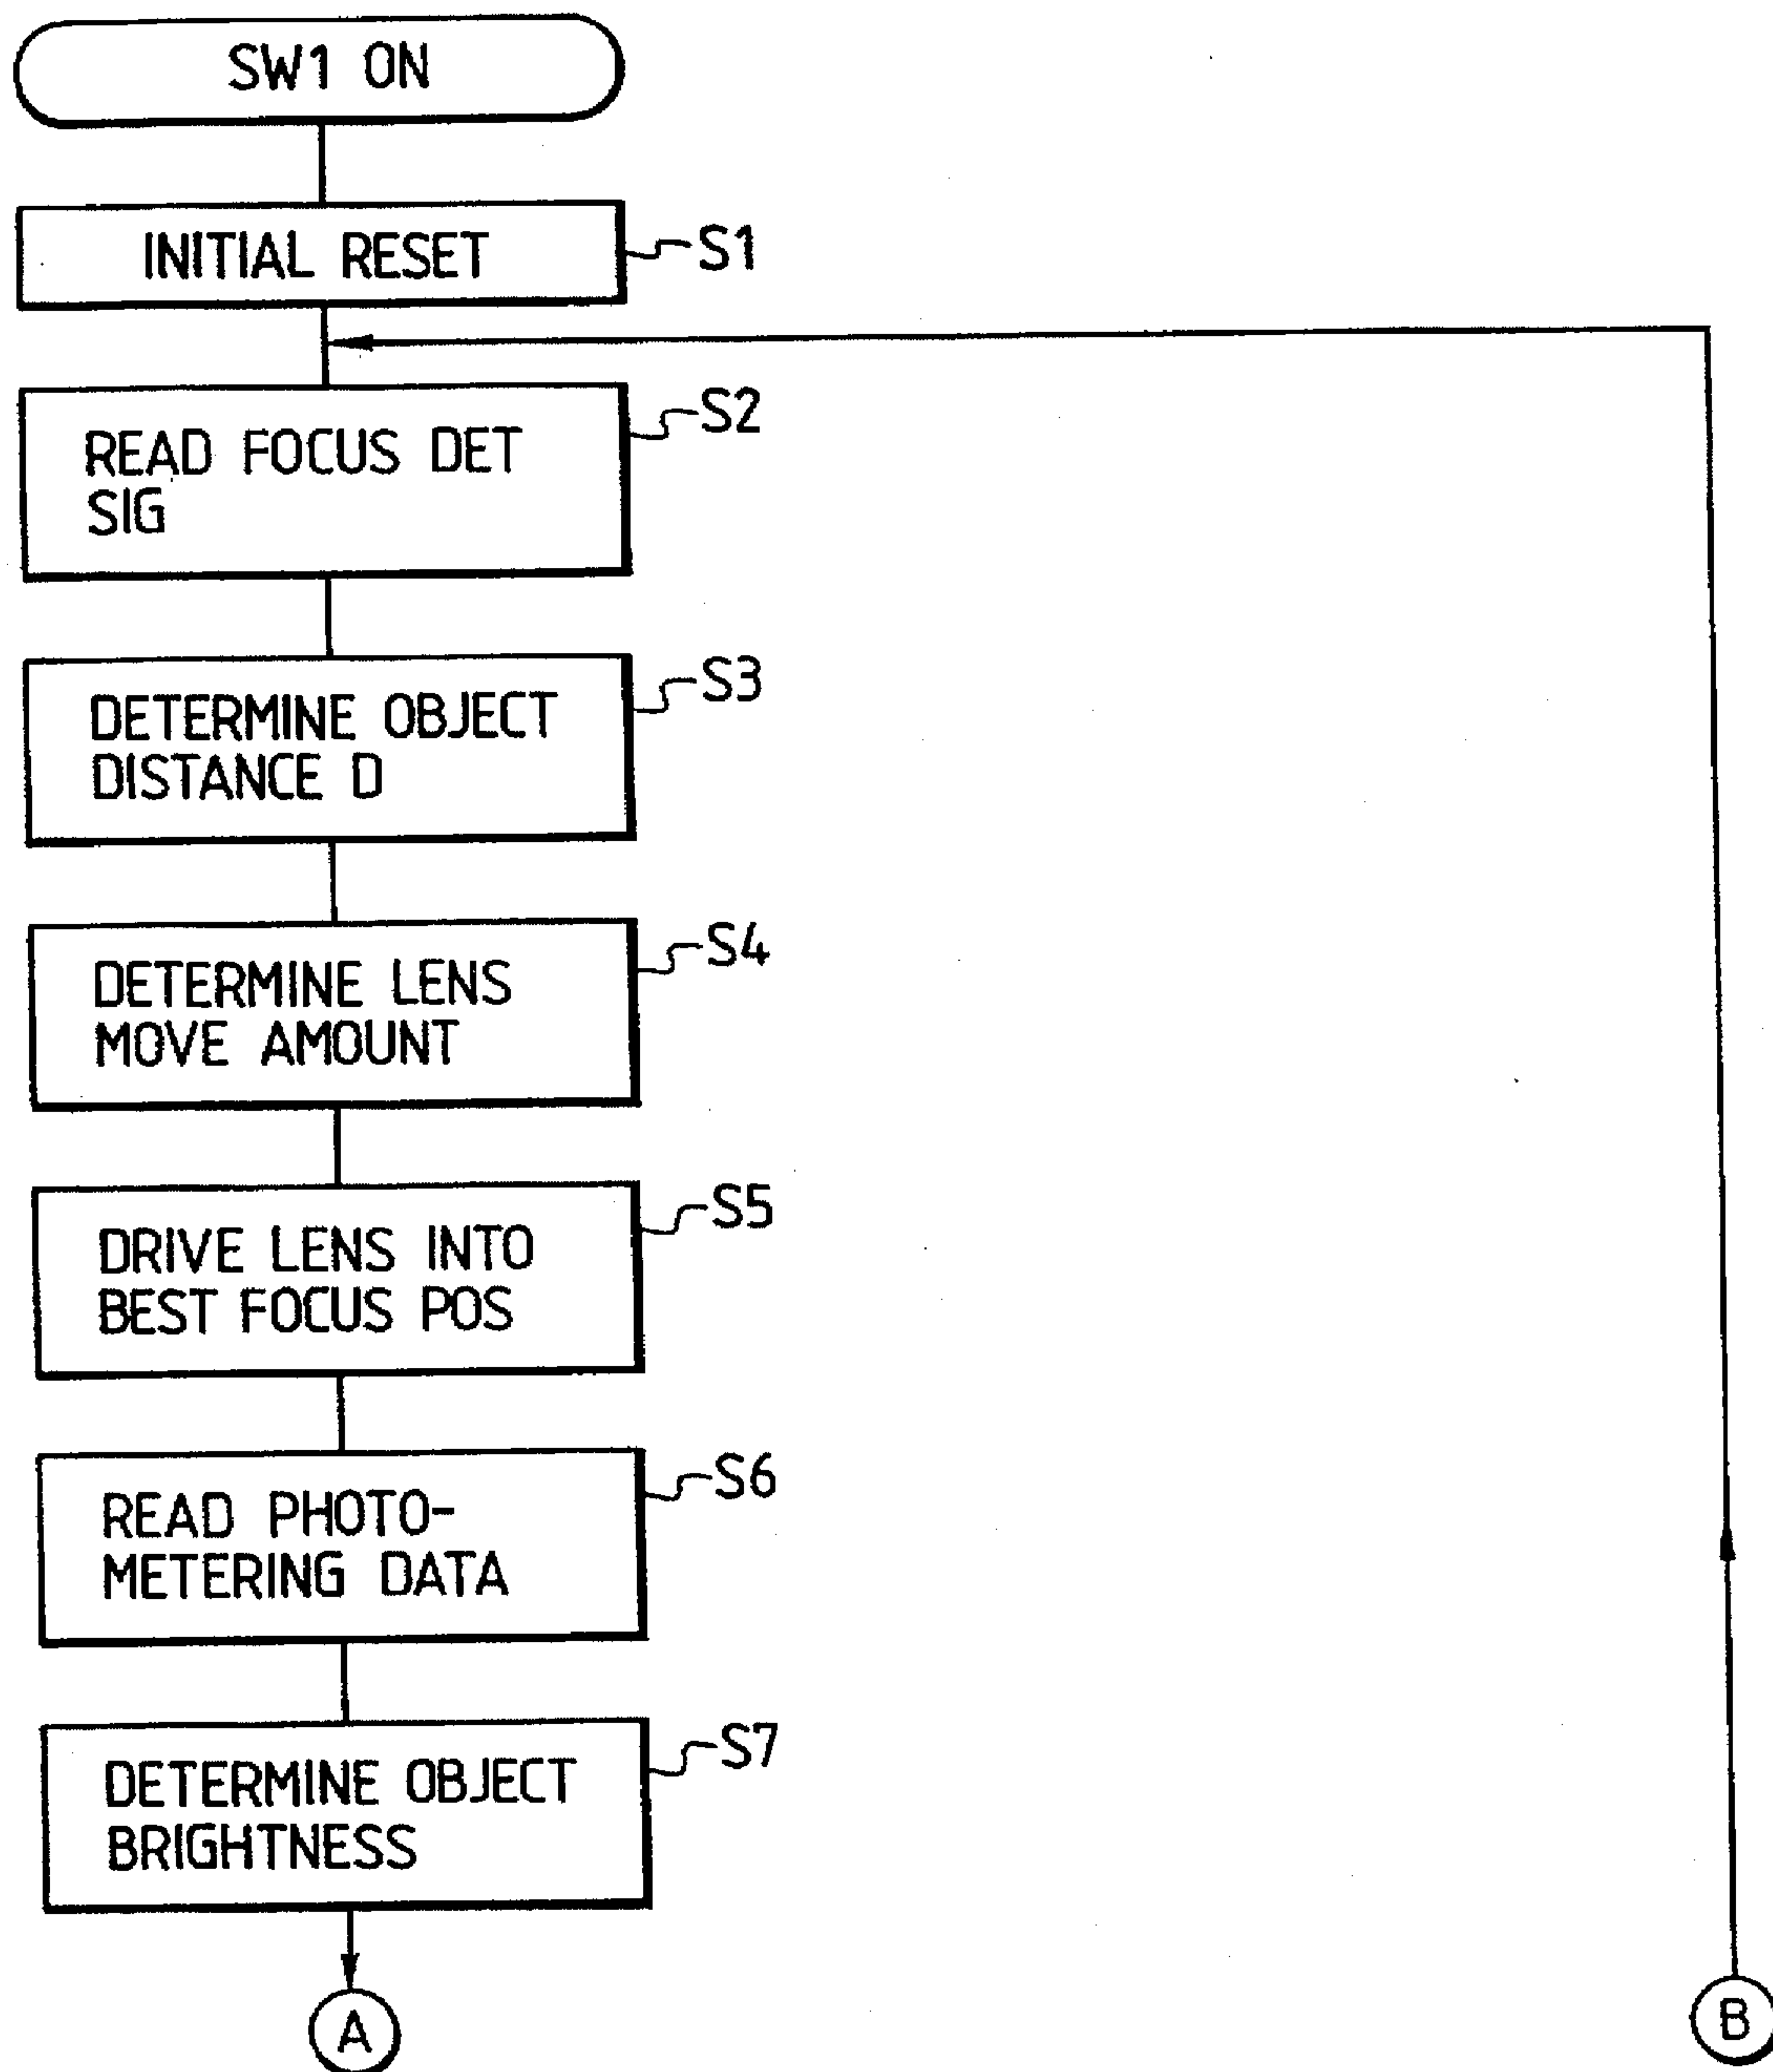 SW1 ON
INITIAL RESET
S1
READ FOCUS DET
SIG
S2
DETERMINE OBJECT
DISTANCE D
S3
DETERMINE LENS
MOVE AMOUNT
S4
DRIVE LENS INTO
BEST FOCUS POS
S5
READ PHOTO-
METERING DATA
S6
DETERMINE OBJECT
BRIGHTNESS
S7
A
B